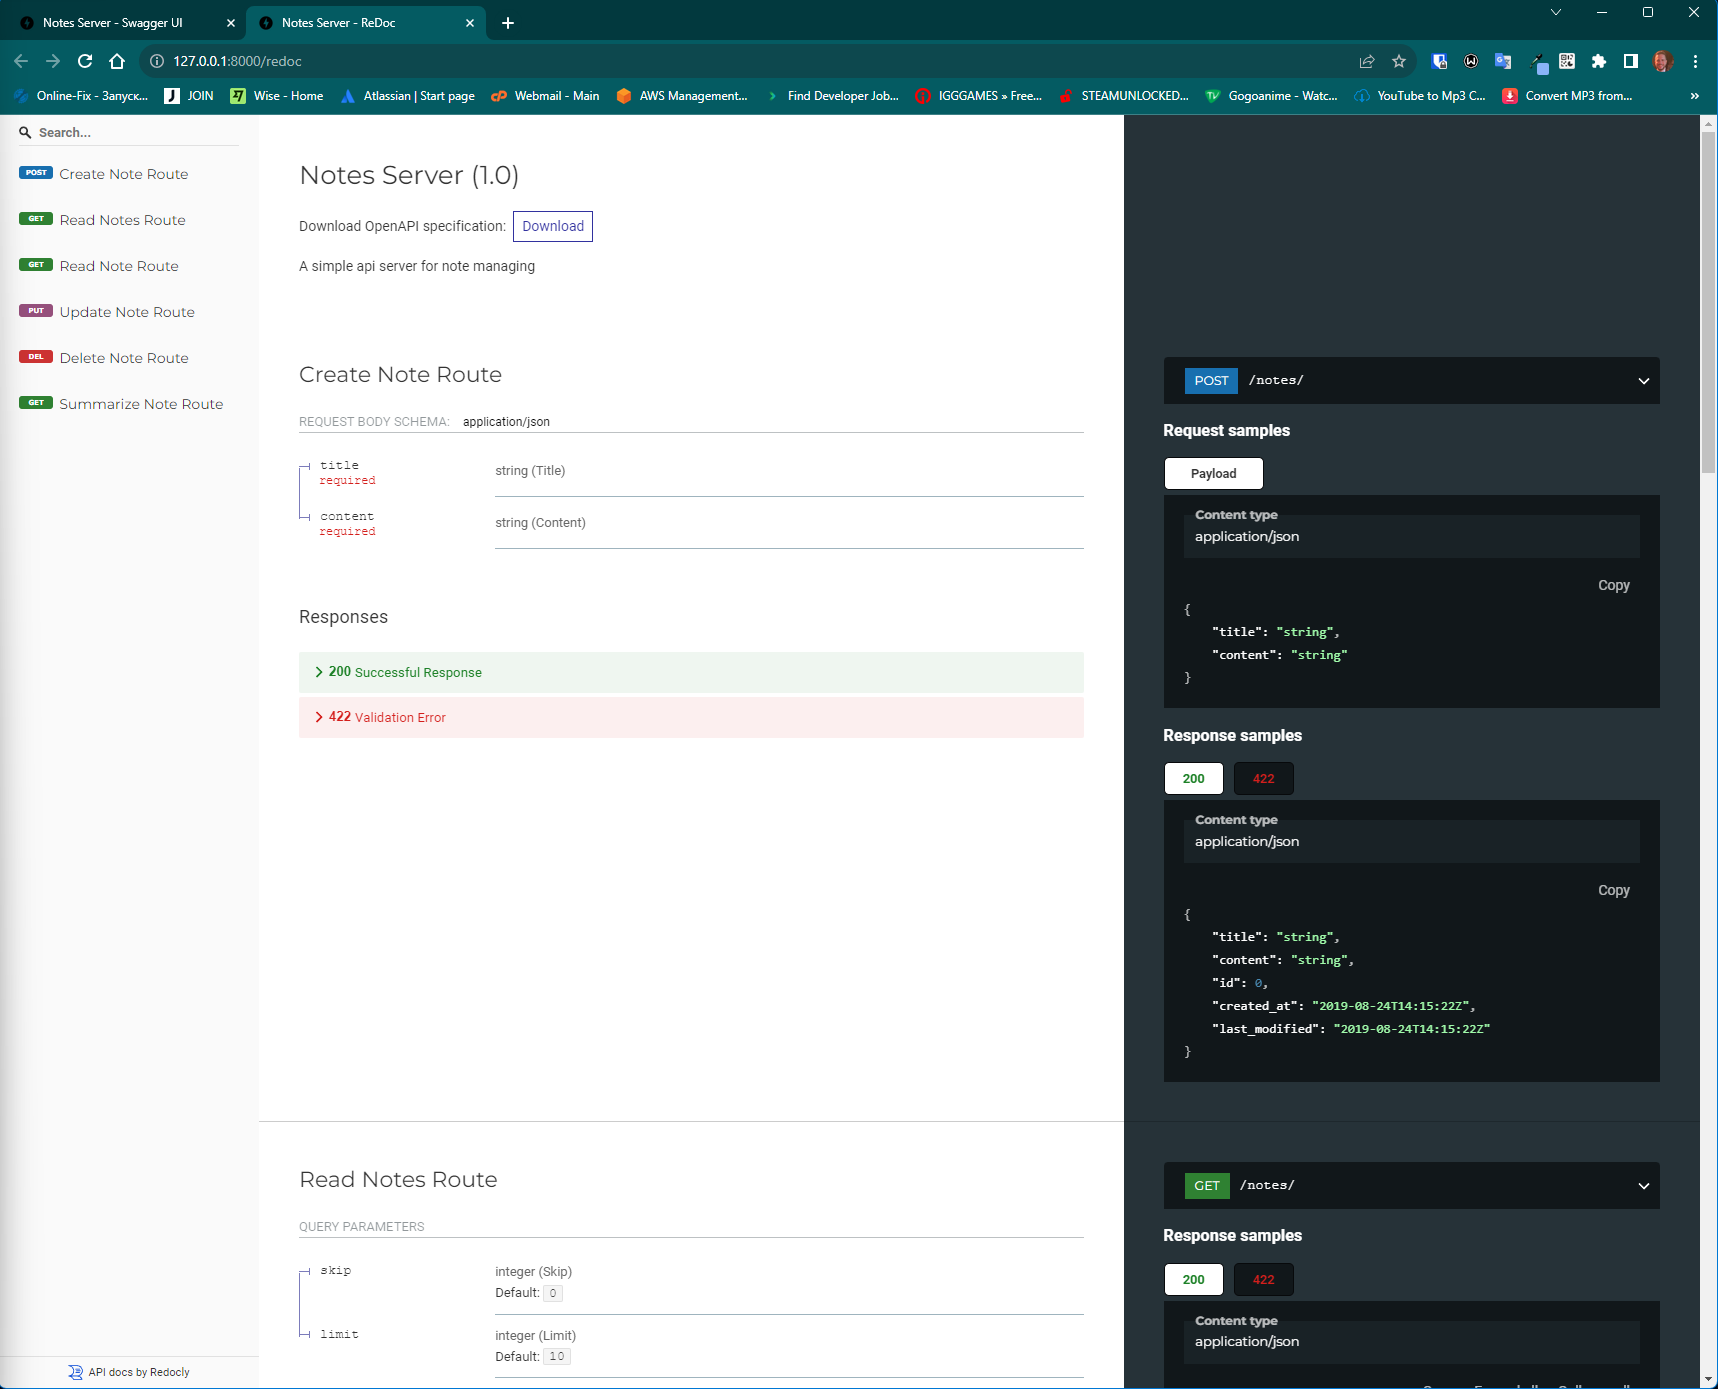 Notes Server - Swagger UI
Notes Server - ReDoc
127.0.0.1:8000/redoc
Online-Fix - Запуск...
JOIN
Wise - Home
Atlassian | Start page
Webmail - Main
AWS Management...
Find Developer Job...
IGGGAMES » Free...
STEAMUNLOCKED...
Gogoanime - Watc...
YouTube to Mp3 C...
Convert MP3 from...
»
Search...
POST Create Note Route
GET Read Notes Route
GET Read Note Route
PUT Update Note Route
DEL Delete Note Route
GET Summarize Note Route
API docs by Redocly
Notes Server (1.0)
Download OpenAPI specification: Download
A simple api server for note managing
Create Note Route
REQUEST BODY SCHEMA: application/json
title
required
string (Title)
content
required
string (Content)
Responses
200 Successful Response
422 Validation Error
POST /notes/
Request samples
Payload
Content type
application/json
Copy
{
"title": "string",
"content": "string"
}
Response samples
200 422
Content type
application/json
Copy
{
"title": "string",
"content": "string",
"id": 0,
"created_at": "2019-08-24T14:15:22Z",
"last_modified": "2019-08-24T14:15:22Z"
}
Read Notes Route
QUERY PARAMETERS
skip
integer (Skip)
Default: 0
limit
integer (Limit)
Default: 10
GET /notes/
Response samples
200 422
Content type
application/json